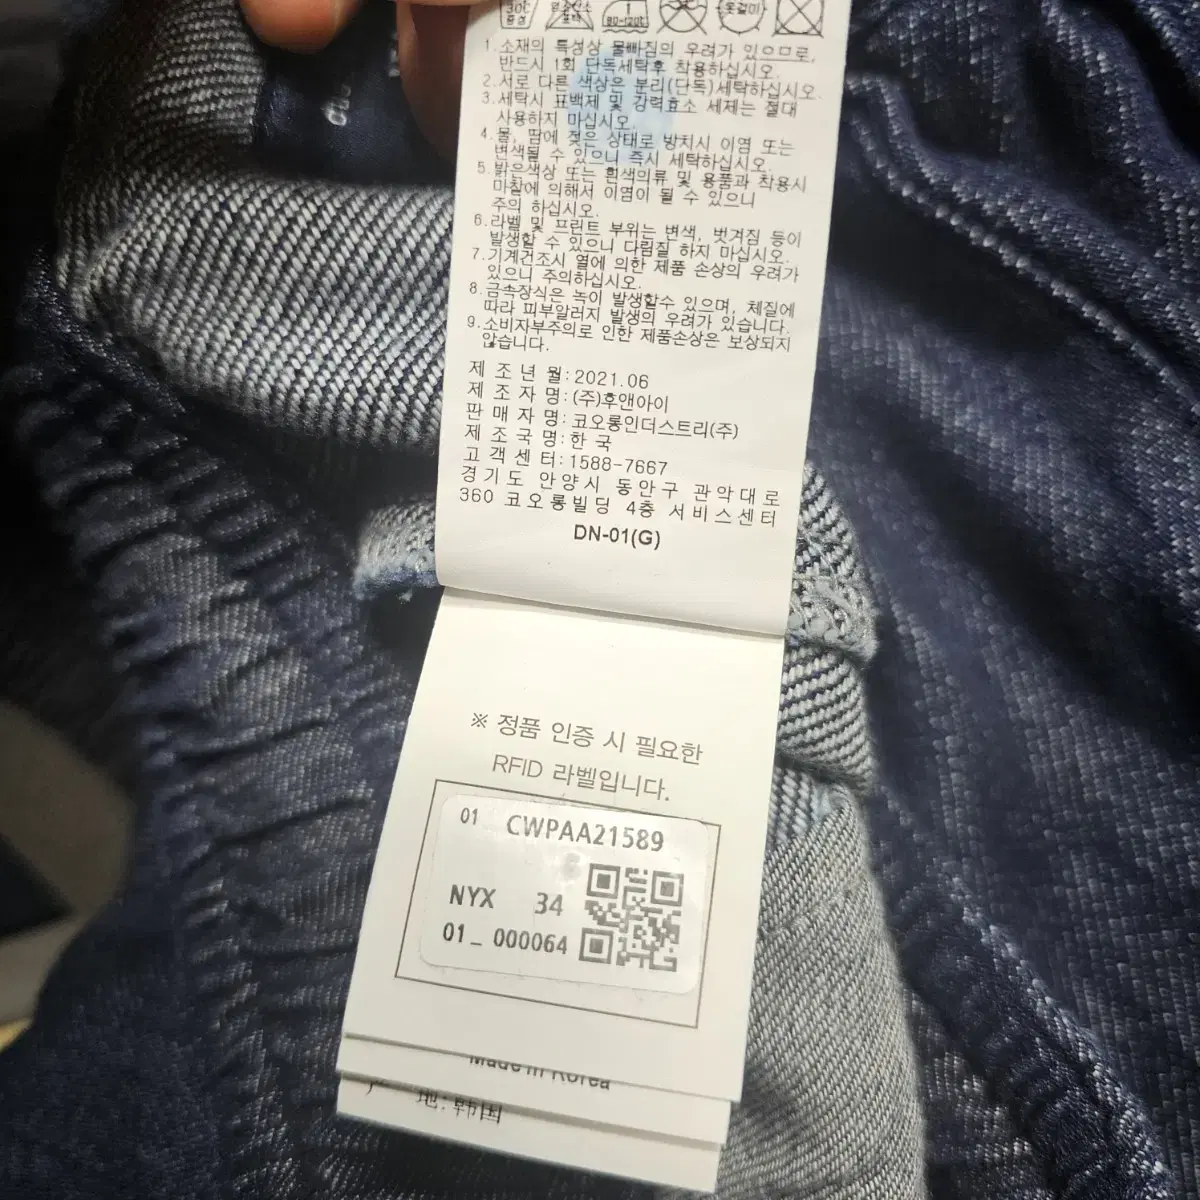 30℃
중성
80~120℃
옷걸이
1. 소재의 특성상 물빠짐의 우려가 있으므로,
반드시 1회 단독세탁후 착용하십시오.
2. 서로 다른 색상은 분리(단독)세탁하십시오.
3. 세탁시 표백제 및 강력효소 세제는 절대
사용하지 마십시오.
4. 물, 땀에 젖은 상태로 방치시 이염 또는
변색될 수 있으니 즉시 세탁하십시오.
5. 밝은색상 또는 흰색의류 및 용품과 착용시
마찰에 의해서 이염이 될 수 있으니
주의 하십시오.
6. 라벨 및 프린트 부위는 변색, 벗겨짐 등이
발생할 수 있으니 다림질 하지 마십시오.
7. 기계건조시 열에 의한 제품 손상의 우려가
있으니 주의하십시오.
8. 금속장식은 녹이 발생할수 있으며, 체질에
따라 피부알러지 발생의 우려가 있습니다.
9. 소비자부주의로 인한 제품손상은 보상되지
않습니다.
제 조 년 월: 2021.06
제 조 자 명: (주)후앤아이
판 매 자 명: 코오롱인더스트리(주)
제 조 국 명: 한 국
고 객 센 터: 1588-7667
경기도 안양시 동안구 관악대로
360 코오롱빌딩 4층 서비스센터
DN-01(G)
※ 정품 인증 시 필요한
RFID 라벨입니다.
01 CWPAA21589
NYX 34
01_ 000064
Made in Korea
产 地: 韩国